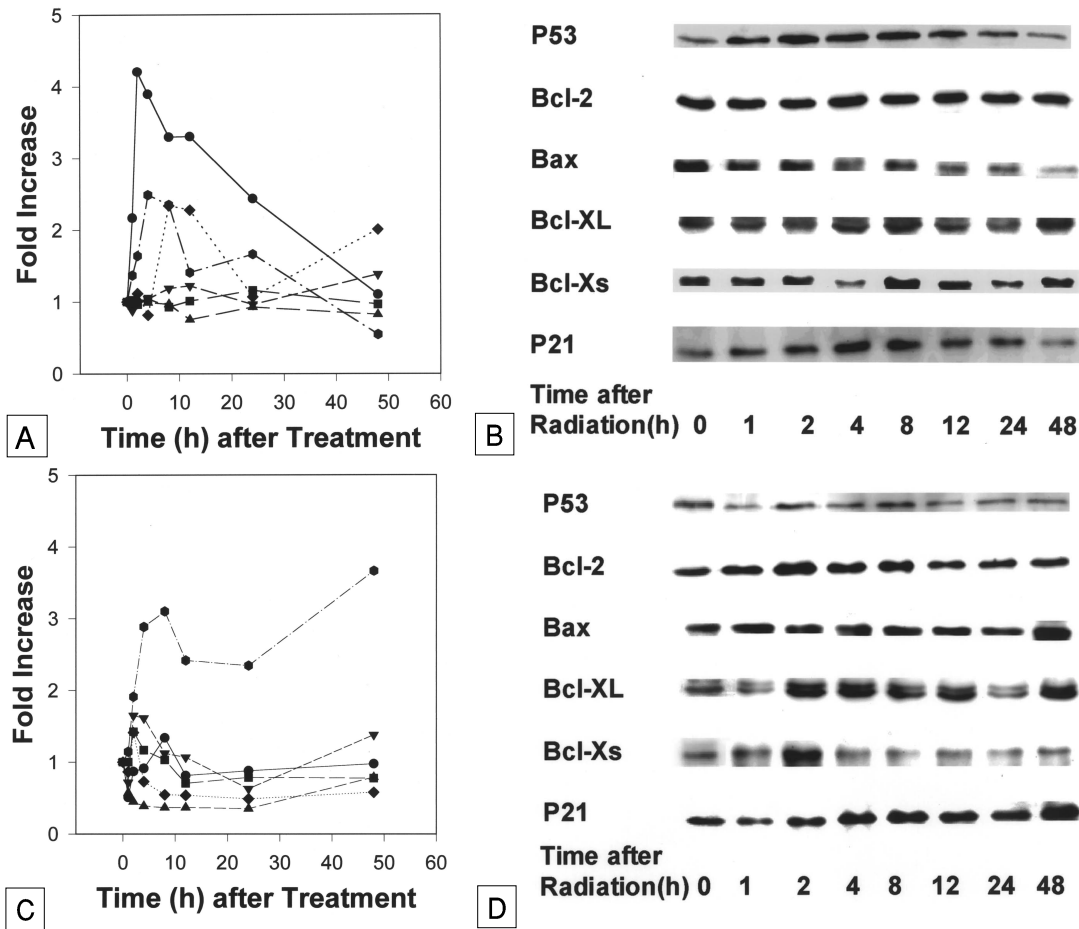 5
4
3
2
1
0
Fold Increase
0 10 20 30 40 50 60
Time (h) after Treatment
A
P53
Bcl-2
Bax
Bcl-XL
Bcl-Xs
P21
Time after
Radiation(h) 0 1 2 4 8 12 24 48
B
5
4
3
2
1
0
Fold Increase
0 10 20 30 40 50 60
Time (h) after Treatment
C
P53
Bcl-2
Bax
Bcl-XL
Bcl-Xs
P21
Time after
Radiation(h) 0 1 2 4 8 12 24 48
D